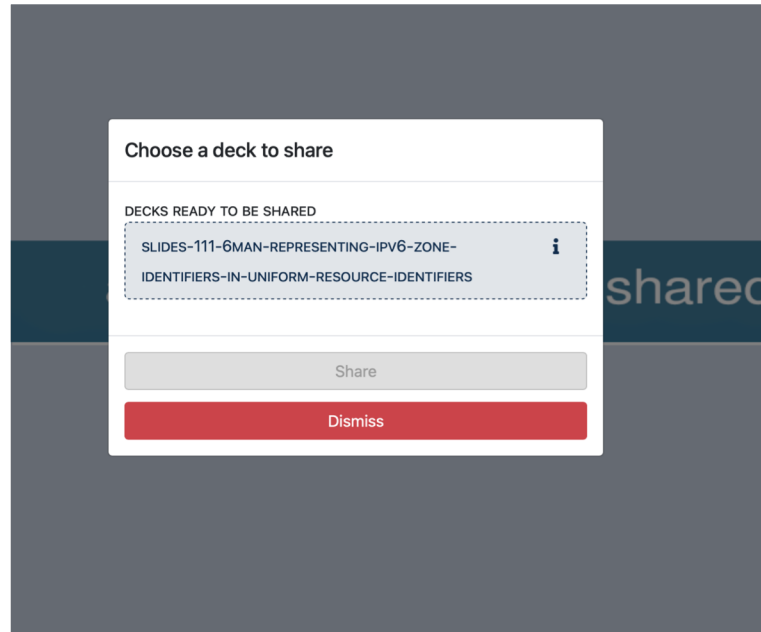 Choose a deck to share
DECKS READY TO BE SHARED
SLIDES-111-6MAN-REPRESENTING-IPV6-ZONE-
IDENTIFIERS-IN-UNIFORM-RESOURCE-IDENTIFIERS
shared
Share
Dismiss